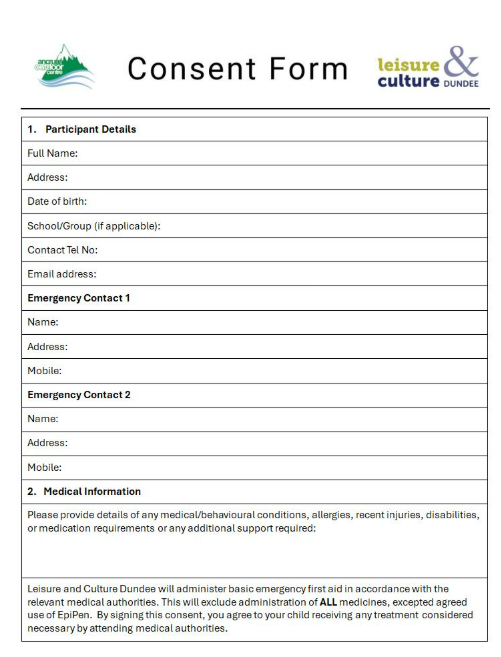 ancrum
outdoor
centre
Consent Form
leisure &
culture DUNDEE
1. Participant Details
Full Name:
Address:
Date of birth:
School/Group (if applicable):
Contact Tel No:
Email address:
Emergency Contact 1
Name:
Address:
Mobile:
Emergency Contact 2
Name:
Address:
Mobile:
2. Medical Information
Please provide details of any medical/behavioural conditions, allergies, recent injuries, disabilities,
or medication requirements or any additional support required:
Leisure and Culture Dundee will administer basic emergency first aid in accordance with the
relevant medical authorities. This will exclude administration of ALL medicines, excepted agreed
use of EpiPen. By signing this consent, you agree to your child receiving any treatment considered
necessary by attending medical authorities.